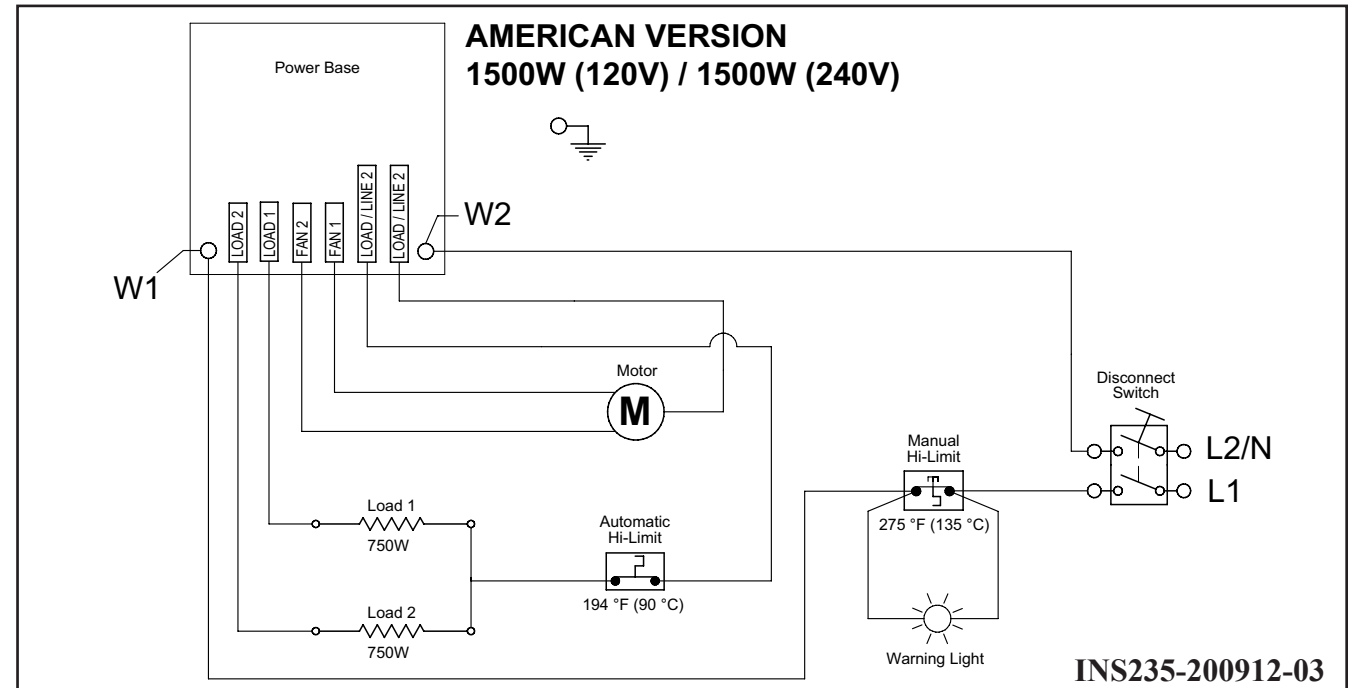 AMERICAN VERSION
1500W (120V) / 1500W (240V)
Power Base
LOAD 2
LOAD 1
FAN 2
FAN 1
LOAD / LINE 2
LOAD / LINE 2
W2
W1
Motor
M
Disconnect
Switch
L2/N
L1
Manual
Hi-Limit
275 °F (135 °C)
Load 1
750W
Automatic
Hi-Limit
194 °F (90 °C)
Load 2
750W
Warning Light
INS235-200912-03